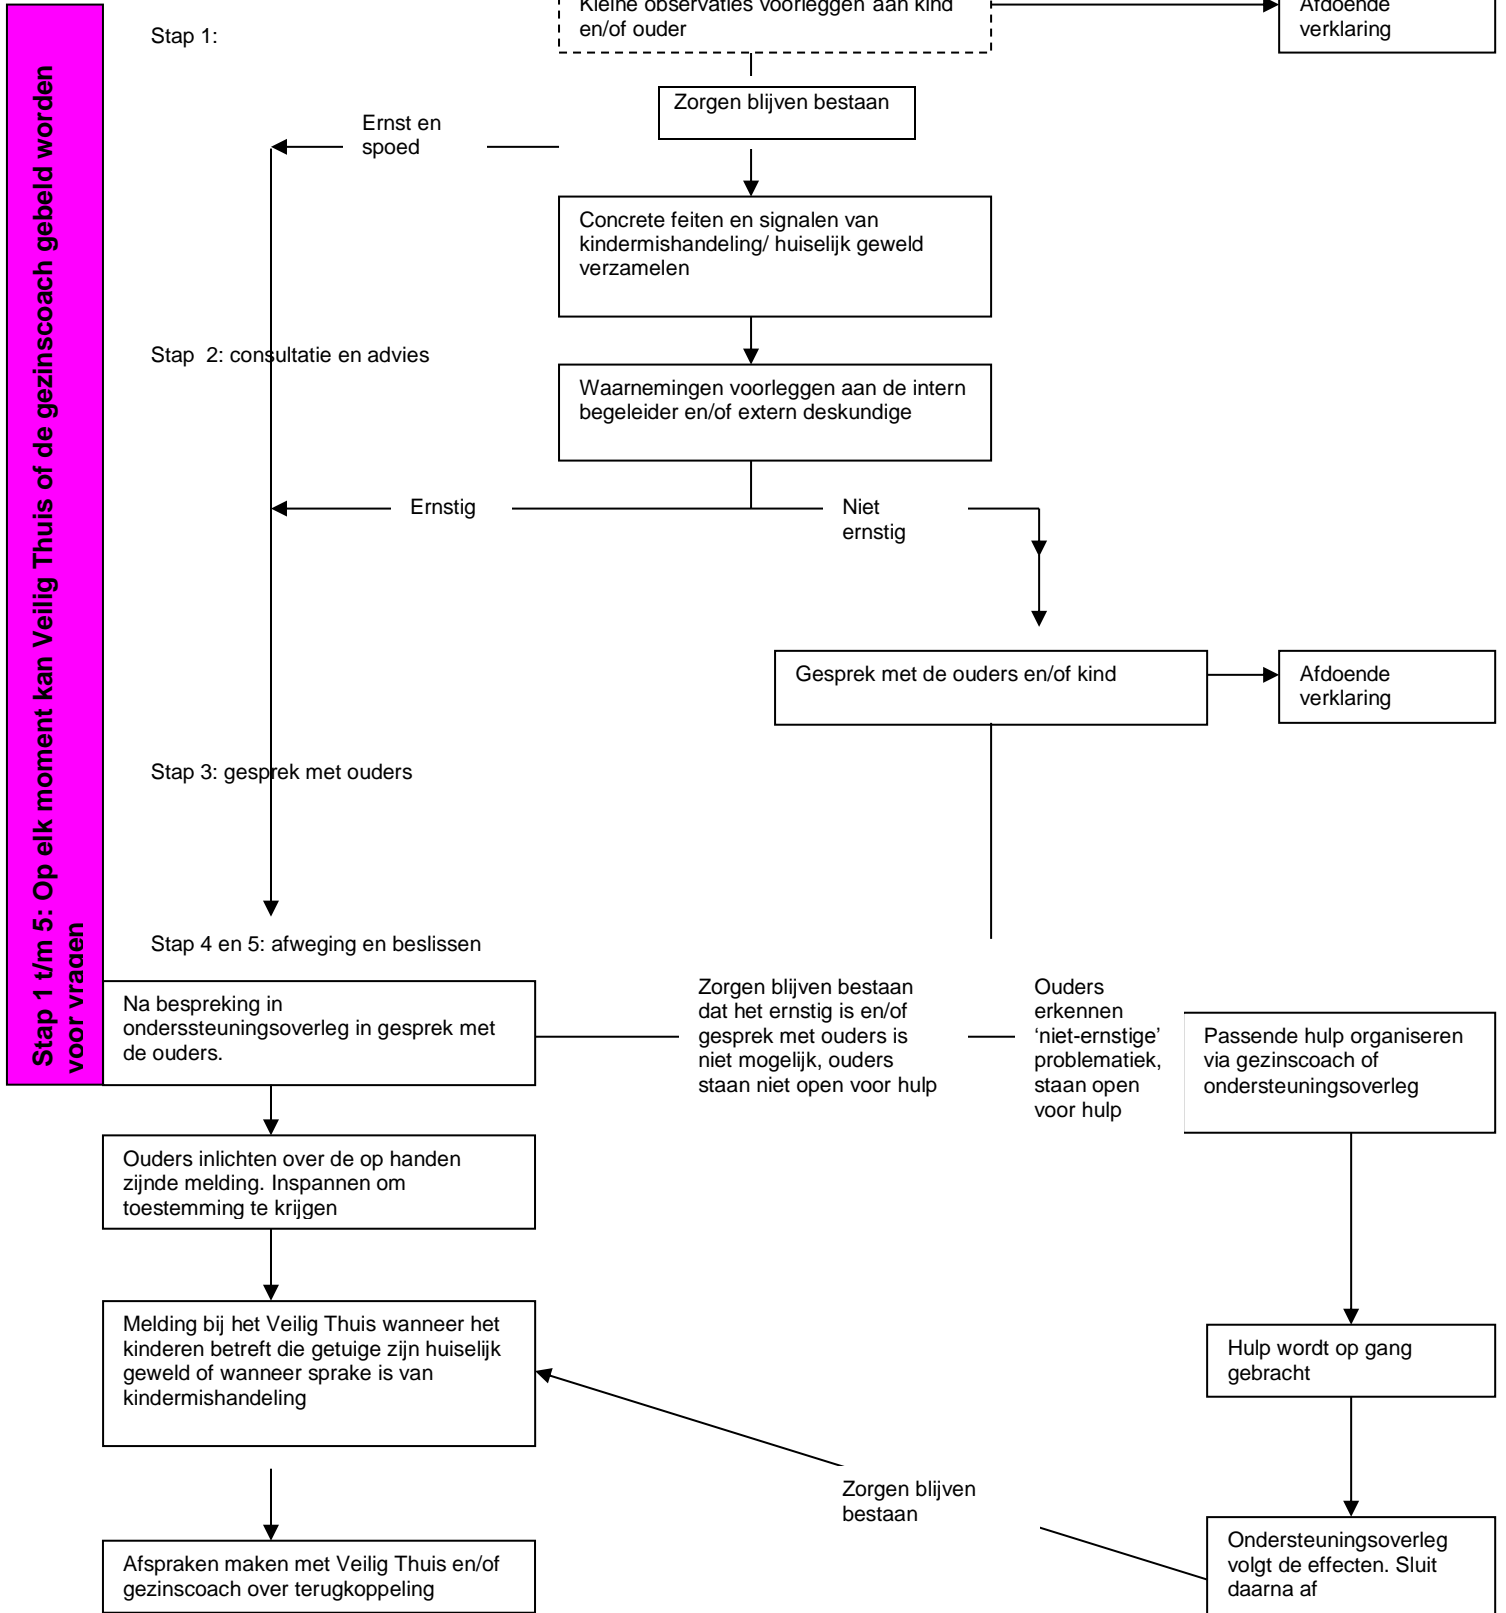 Kleine observaties voorleggen aan kind
en/of ouder
Afdoende
verklaring
Stap 1:
Zorgen blijven bestaan
Ernst en
spoed
Concrete feiten en signalen van
kindermishandeling/ huiselijk geweld
verzamelen
Stap 2: consultatie en advies
Waarnemingen voorleggen aan de intern
begeleider en/of extern deskundige
Ernstig
Niet
ernstig
Gesprek met de ouders en/of kind
Afdoende
verklaring
Stap 3: gesprek met ouders
Stap 4 en 5: afweging en beslissen
Stap 1 t/m 5: Op elk moment kan Veilig Thuis of de gezinscoach gebeld worden
voor vragen
Na bespreking in
onderssteuningsoverleg in gesprek met
de ouders.
Zorgen blijven bestaan
dat het ernstig is en/of
gesprek met ouders is
niet mogelijk, ouders
staan niet open voor hulp
Ouders
erkennen
‘niet-ernstige’
problematiek,
staan open
voor hulp
Passende hulp organiseren
via gezinscoach of
ondersteuningsoverleg
Ouders inlichten over de op handen
zijnde melding. Inspannen om
toestemming te krijgen
Melding bij het Veilig Thuis wanneer het
kinderen betreft die getuige zijn huiselijk
geweld of wanneer sprake is van
kindermishandeling
Hulp wordt op gang
gebracht
Zorgen blijven
bestaan
Afspraken maken met Veilig Thuis en/of
gezinscoach over terugkoppeling
Ondersteuningsoverleg
volgt de effecten. Sluit
daarna af